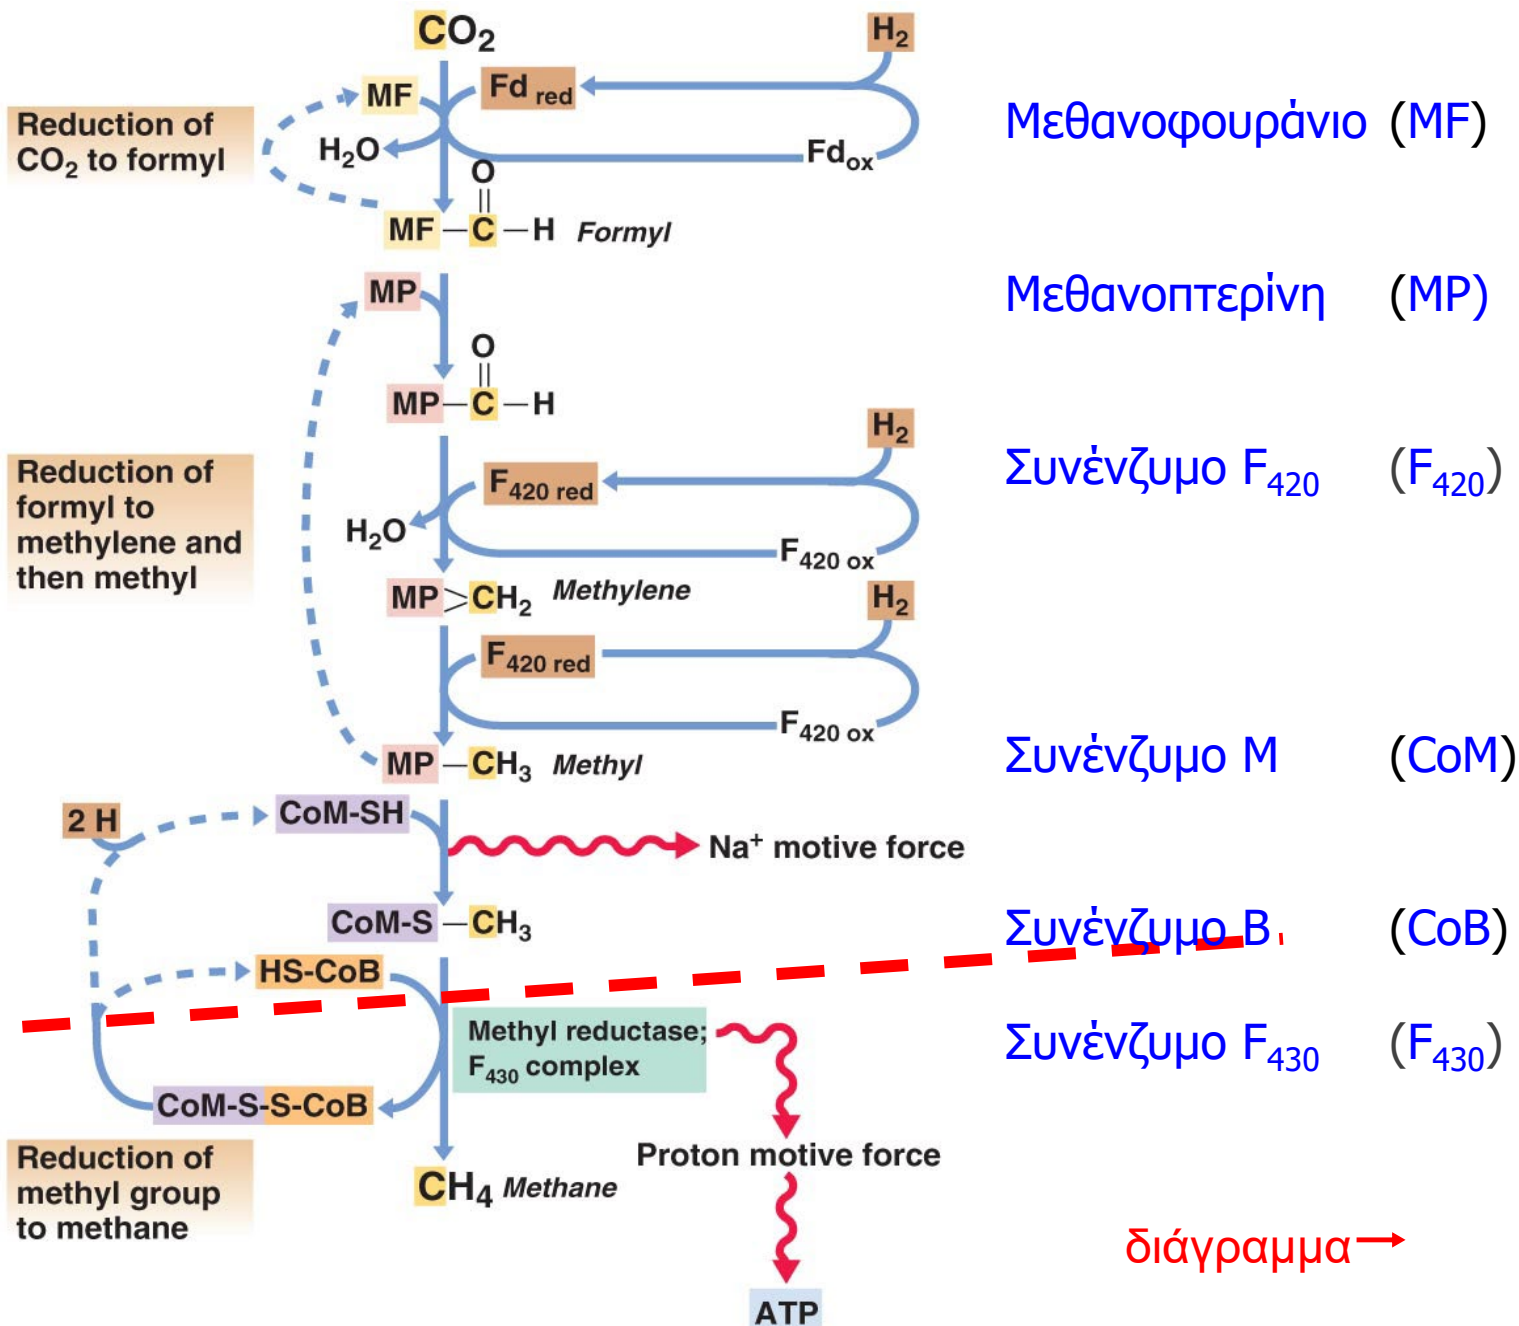 CO₂
H₂
MF
Fd red
Μεθανοφουράνιο (MF)
Reduction of
CO₂ to formyl
H₂O
Fdox
O
MF – C – H Formyl
MP
Μεθανοπτερίνη (MP)
O
MP – C – H
H₂
Reduction of
formyl to
methylene and
then methyl
F420 red
Συνένζυμο F420 (F420)
H₂O
F420 ox
MP > CH₂ Methylene
H₂
F420 red
F420 ox
MP – CH₃ Methyl
Συνένζυμο M (CoM)
2 H
CoM-SH
Na⁺ motive force
CoM-S – CH₃
Συνένζυμο B (CoB)
HS-CoB
Methyl reductase;
F430 complex
Συνένζυμο F430 (F430)
CoM-S-S-CoB
Reduction of
methyl group
to methane
Proton motive force
CH₄ Methane
διάγραμμα →
ATP